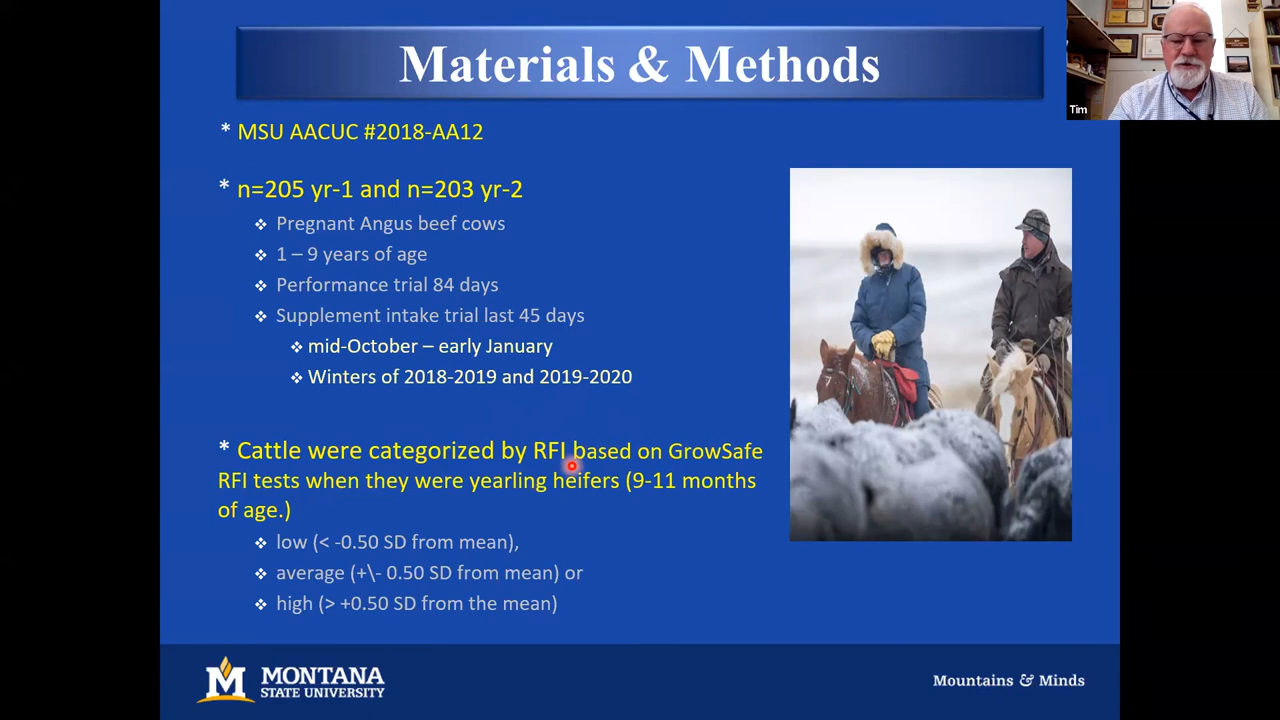 Materials & Methods
Tim
* MSU AACUC #2018-AA12
* n=205 yr-1 and n=203 yr-2
❖ Pregnant Angus beef cows
❖ 1 – 9 years of age
❖ Performance trial 84 days
❖ Supplement intake trial last 45 days
❖ mid-October – early January
❖ Winters of 2018-2019 and 2019-2020
* Cattle were categorized by RFI based on GrowSafe
RFI tests when they were yearling heifers (9-11 months
of age.)
❖ low (< -0.50 SD from mean),
❖ average (+\- 0.50 SD from mean) or
❖ high (> +0.50 SD from the mean)
M MONTANA
STATE UNIVERSITY
Mountains & Minds